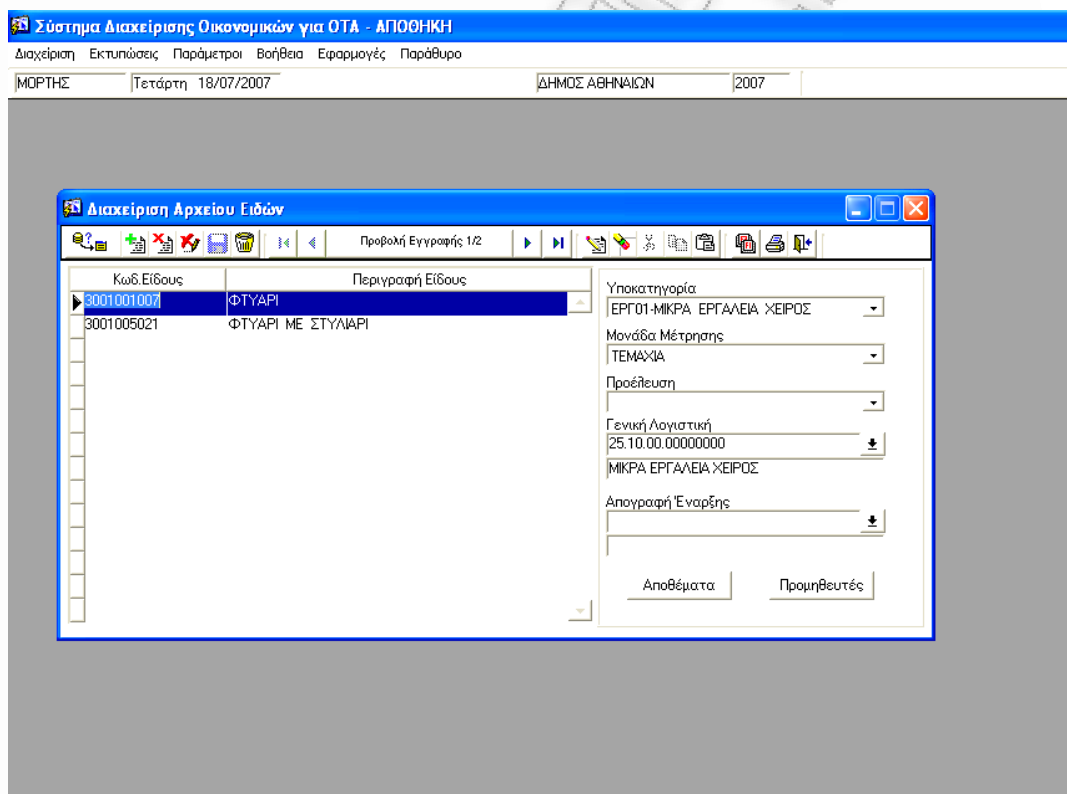 Σύστημα Διαχείρισης Οικονομικών για ΟΤΑ - ΑΠΟΘΗΚΗ
Διαχείριση Εκτυπώσεις Παράμετροι Βοήθεια Εφαρμογές Παράθυρο
ΜΟΡΤΗΣ Τετάρτη 18/07/2007 ΔΗΜΟΣ ΑΘΗΝΑΙΩΝ 2007
Διαχείριση Αρχείου Ειδών
Προβολή Εγγραφής 1/2
Κωδ.Είδους Περιγραφή Είδους
3001001007 ΦΤΥΑΡΙ
3001005021 ΦΤΥΑΡΙ ΜΕ ΣΤΥΛΙΑΡΙ
Υποκατηγορία
ΕΡΓ01-ΜΙΚΡΑ ΕΡΓΑΛΕΙΑ ΧΕΙΡΟΣ
Μονάδα Μέτρησης
ΤΕΜΑΧΙΑ
Προέλευση
Γενική Λογιστική
25.10.00.00000000
ΜΙΚΡΑ ΕΡΓΑΛΕΙΑ ΧΕΙΡΟΣ
Απογραφή Έναρξης
Αποθέματα Προμηθευτές